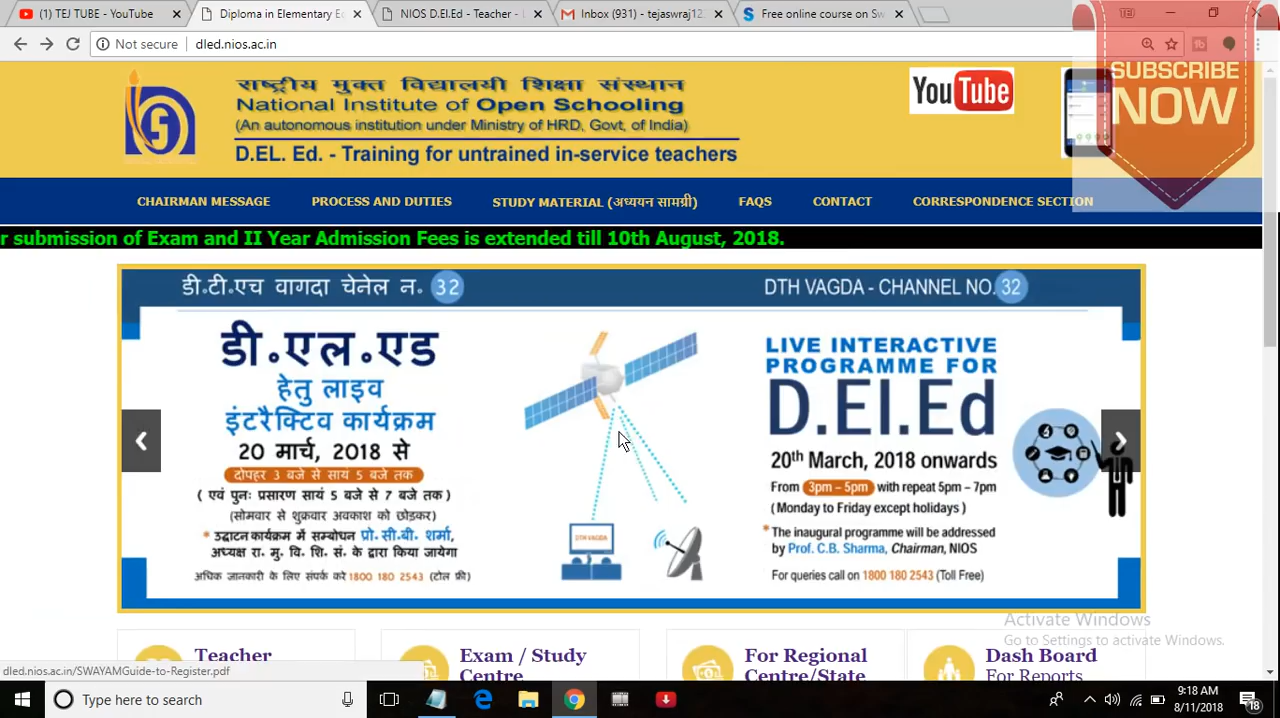 (1) TEJ TUBE - YouTube
Diploma in Elementary Ec
NIOS D.El.Ed - Teacher -
Inbox (931) - tejaswraj12
Free online course on Sw
TEJ
Not secure
dled.nios.ac.in
राष्ट्रीय मुक्त विद्यालयी शिक्षा संस्थान
National Institute of Open Schooling
(An autonomous institution under Ministry of HRD, Govt, of India)
D.EL. Ed. - Training for untrained in-service teachers
You Tube
SUBSCRIBE
NOW
CHAIRMAN MESSAGE
PROCESS AND DUTIES
STUDY MATERIAL (अध्ययन सामग्री)
FAQS
CONTACT
CORRESPONDENCE SECTION
r submission of Exam and II Year Admission Fees is extended till 10th August, 2018.
डी॰टी॰एच वागदा चेनेल न॰ 32
DTH VAGDA - CHANNEL NO. 32
डी॰एल॰एड
हेतु लाइव
इंटरैक्टिव कार्यक्रम
20 मार्च, 2018 से
दोपहर 3 बजे से सायं 5 बजे तक
( एवं पुनः प्रसारण सायं 5 बजे से 7 बजे तक )
(सोमवार से शुक्रवार अवकाश को छोड़कर)
* उद्घाटन कार्यक्रम में सम्बोधन प्रो॰सी॰बी॰ शर्मा,
अध्यक्ष रा॰ मु॰ वि॰ शि॰ सं॰ के द्वारा किया जायेगा
अधिक जानकारी के लिए संपर्क करे 1800 180 2543 (टोल फ्री)
DTH VAGDA
LIVE INTERACTIVE
PROGRAMME FOR
D.El.Ed
20th March, 2018 onwards
From 3pm – 5pm with repeat 5pm – 7pm
( Monday to Friday except holidays )
* The inaugural programme will be addressed
by Prof. C.B. Sharma, Chairman, NIOS
For queries call on 1800 180 2543 (Toll Free)
Activate Windows
Go to Settings to activate Windows.
Teacher
Exam / Study
Centre
For Regional
Centre/State
Dash Board
For Reports
dled.nios.ac.in/SWAYAMGuide-to-Register.pdf
Type here to search
9:18 AM
8/11/2018
18